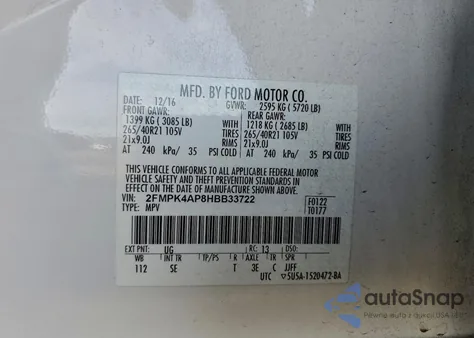 MFD. BY FORD MOTOR CO.
DATE: 12/16 GVWR: 2595 KG ( 5720 LB)
FRONT GAWR: REAR GAWR:
1399 KG ( 3085 LB) 1218 KG ( 2685 LB)
265/40R21 105V TIRES 265/40R21 105V TIRES
21x9.0J RIMS 21x9.0J RIMS
AT 240 kPa/ 35 PSI COLD AT 240 kPa/ 35 PSI COLD
THIS VEHICLE CONFORMS TO ALL APPLICABLE FEDERAL
MOTOR VEHICLE SAFETY AND THEFT PREVENTION STANDARDS IN
EFFECT ON THE DATE OF MANUFACTURE SHOWN ABOVE.
VIN: 2FMPK4AP8HBB33722 F0122
TYPE: MPV T0177
EXT PNT: UG RC: 13 DSO:
WB INT TR TP/PS R AXLE TR SPR
112 SE T 3E C JJFF
UTC ▽5U5A-1520472-BA
autoSnap